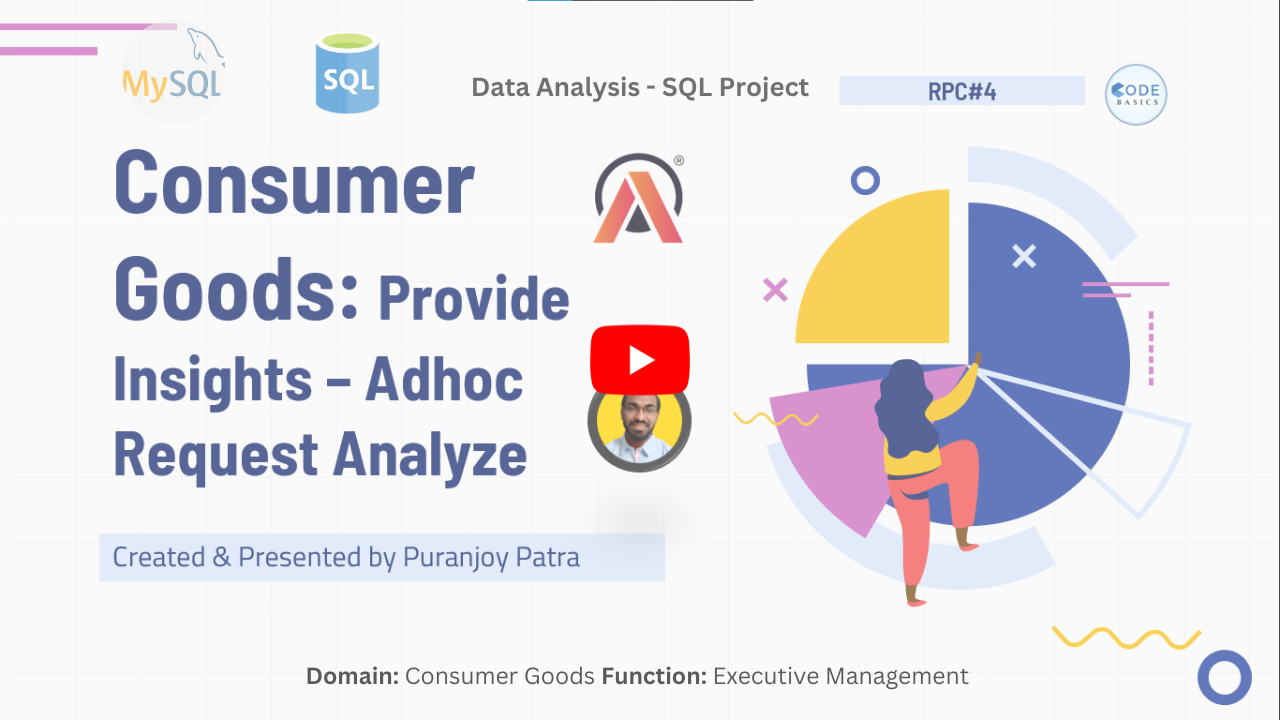 MySQL
SQL
Data Analysis - SQL Project
RPC#4
CODE
BASICS
®
Consumer
Goods: Provide
Insights – Adhoc
Request Analyze
Created & Presented by Puranjoy Patra
Domain: Consumer Goods Function: Executive Management